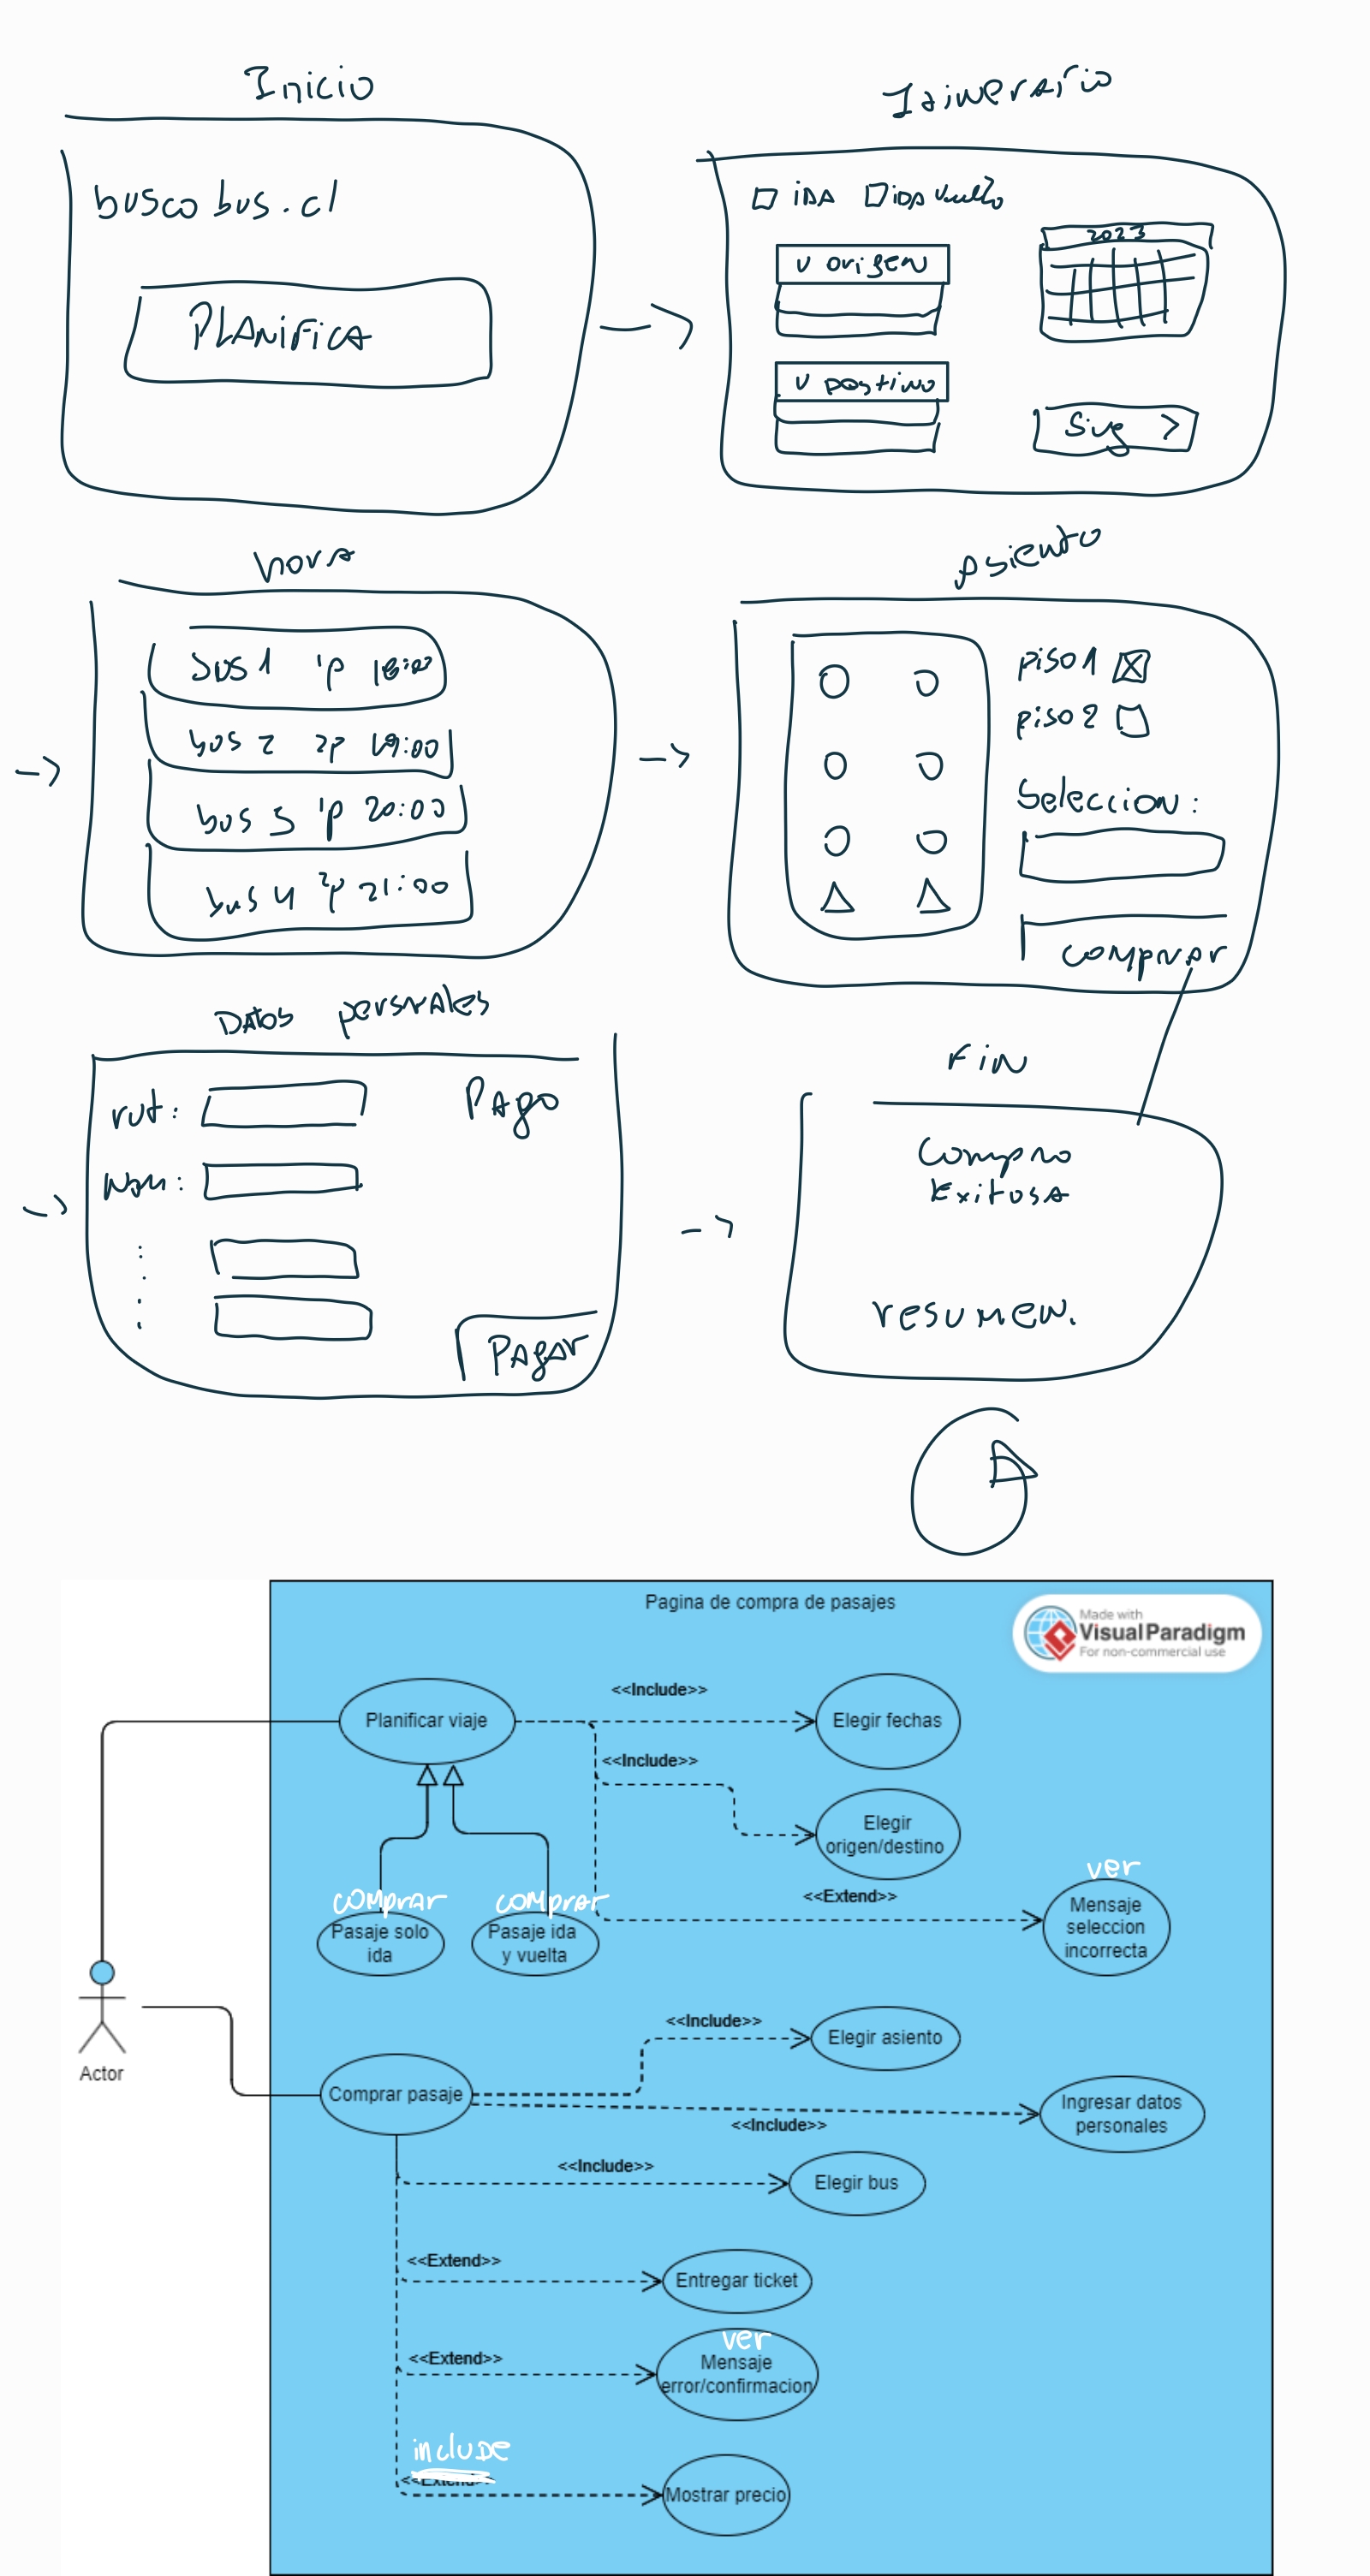 Inicio
busco bus.cl
PLANIFICA
Itinerario
IDA IDA Vuelta
v origen
v Destino
2023
Sig >
hora
bus 1 1p 18:00
bus 2 2p 19:00
bus 3 1p 20:00
bus 4 2p 21:00
Asiento
piso 1
piso 2
Seleccion:
comprar
Datos personales
rut:
Nom:
Pago
Pagar
Fin
Compra
Exitosa
resumen.
Pagina de compra de pasajes
Made with
VisualParadigm
For non-commercial use
Planificar viaje
<<Include>>
Elegir fechas
<<Include>>
Elegir
origen/destino
<<Extend>>
ver
Mensaje
seleccion
incorrecta
comprar
Pasaje solo
ida
comprar
Pasaje ida
y vuelta
Actor
Comprar pasaje
<<Include>>
Elegir asiento
<<Include>>
Ingresar datos
personales
<<Include>>
Elegir bus
<<Extend>>
Entregar ticket
<<Extend>>
ver
Mensaje
error/confirmacion
include
<<Extend>>
Mostrar precio